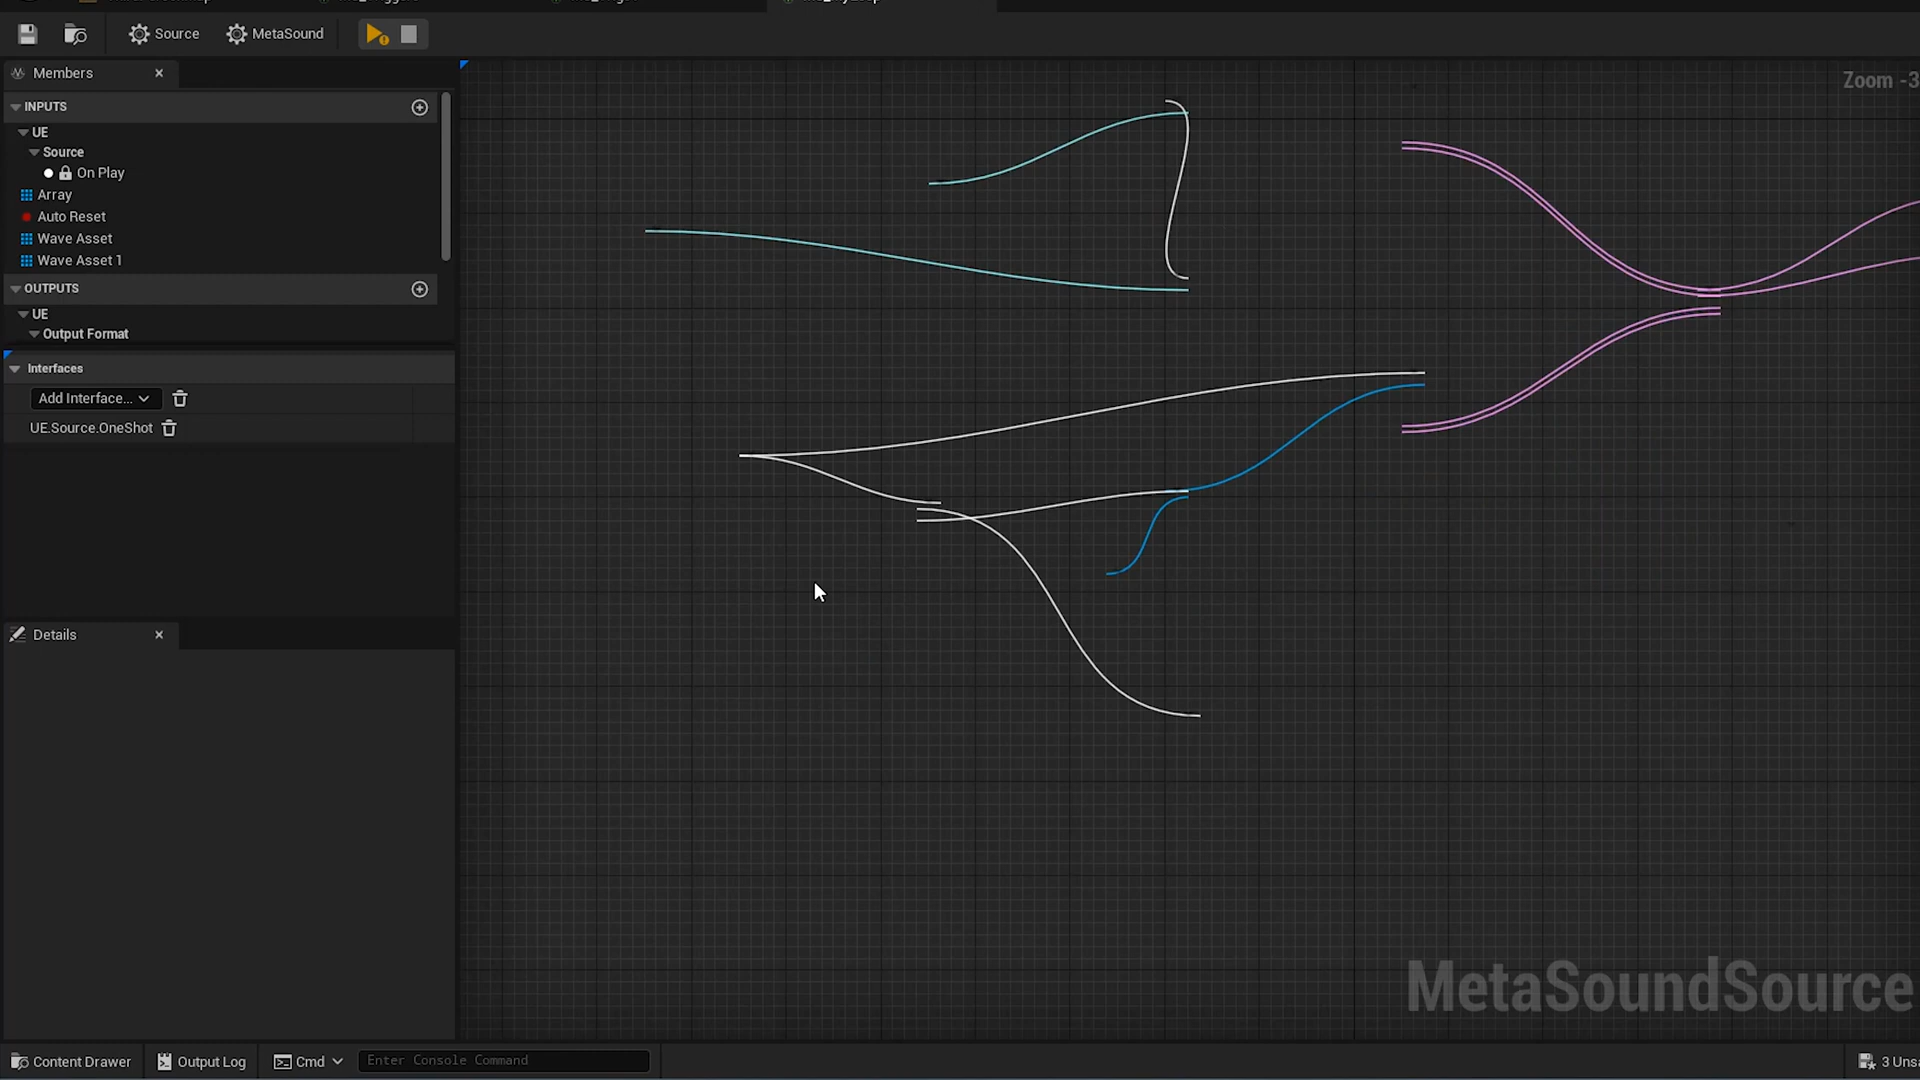 Source
MetaSound
Members
Zoom -3
INPUTS
UE
Source
On Play
Array
Auto Reset
Wave Asset
Wave Asset 1
OUTPUTS
UE
Output Format
Interfaces
Add Interface...
UE.Source.OneShot
Details
MetaSoundSource
Content Drawer
Output Log
Cmd
Enter Console Command
3 Unsa